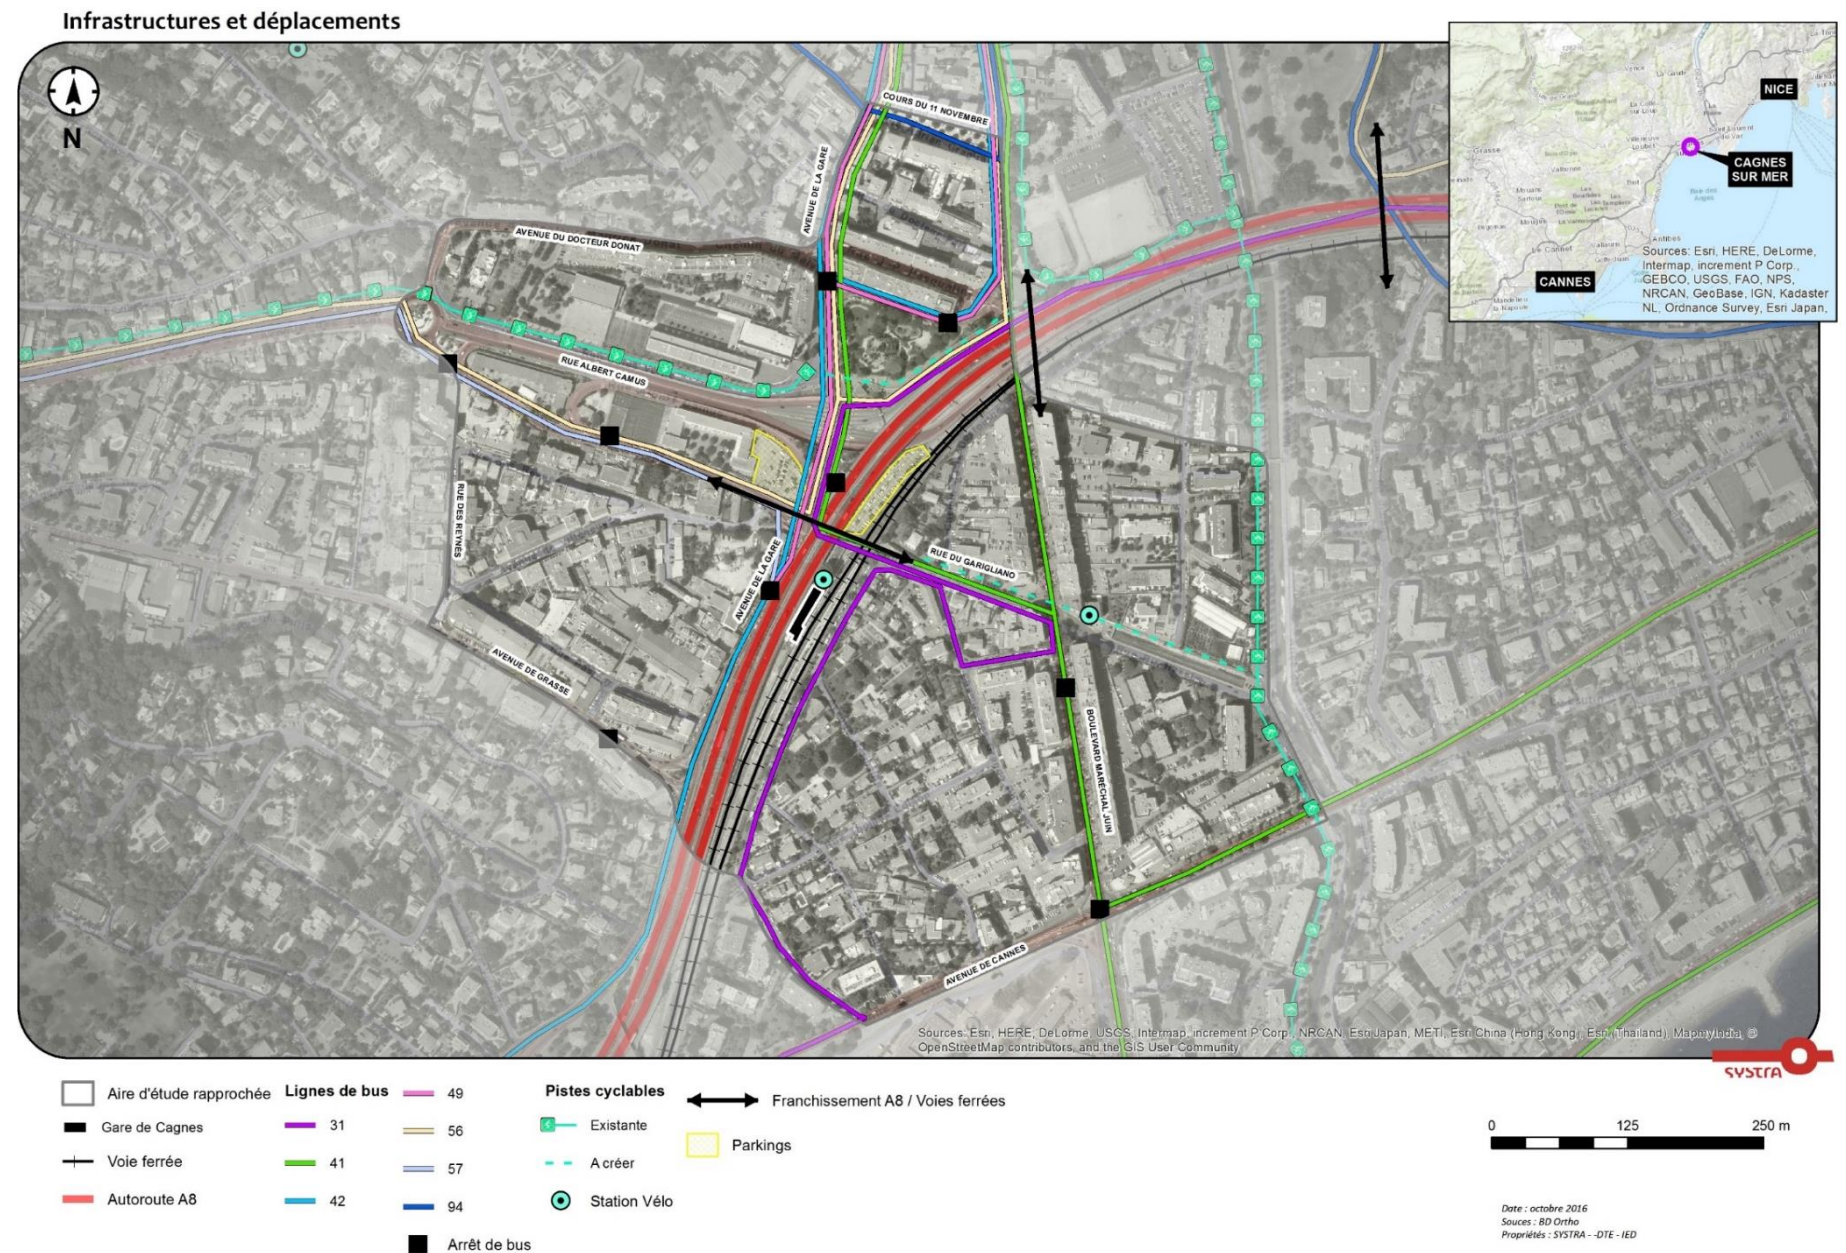 Infrastructures et déplacements
N
COURS DU 11 NOVEMBRE
AVENUE DE LA GARE
AVENUE DU DOCTEUR DONAT
RUE ALBERT CAMUS
RUE DES REYNÉS
AVENUE DE LA GARE
RUE DU GARIGLIANO
AVENUE DE GRASSE
BOULEVARD MARECHAL JUIN
AVENUE DE CANNES
NICE
CAGNES
SUR MER
CANNES
Grasse
Le Cannet
Antibes
Sources: Esri, HERE, DeLorme,
Intermap, increment P Corp.,
GEBCO, USGS, FAO, NPS,
NRCAN, GeoBase, IGN, Kadaster
NL, Ordnance Survey, Esri Japan,
Sources: Esri, HERE, DeLorme, USGS, Intermap, increment P Corp., NRCAN, Esri Japan, METI, Esri China (Hong Kong), Esri (Thailand), MapmyIndia, ©
OpenStreetMap contributors, and the GIS User Community
SYSTRA
Aire d'étude rapprochée
Gare de Cagnes
Voie ferrée
Autoroute A8
Lignes de bus
31
41
42
49
56
57
94
Arrêt de bus
Pistes cyclables
Existante
A créer
Station Vélo
Franchissement A8 / Voies ferrées
Parkings
0 125 250 m
Date : octobre 2016
Souces : BD Ortho
Propriétés : SYSTRA - -DTE - IED